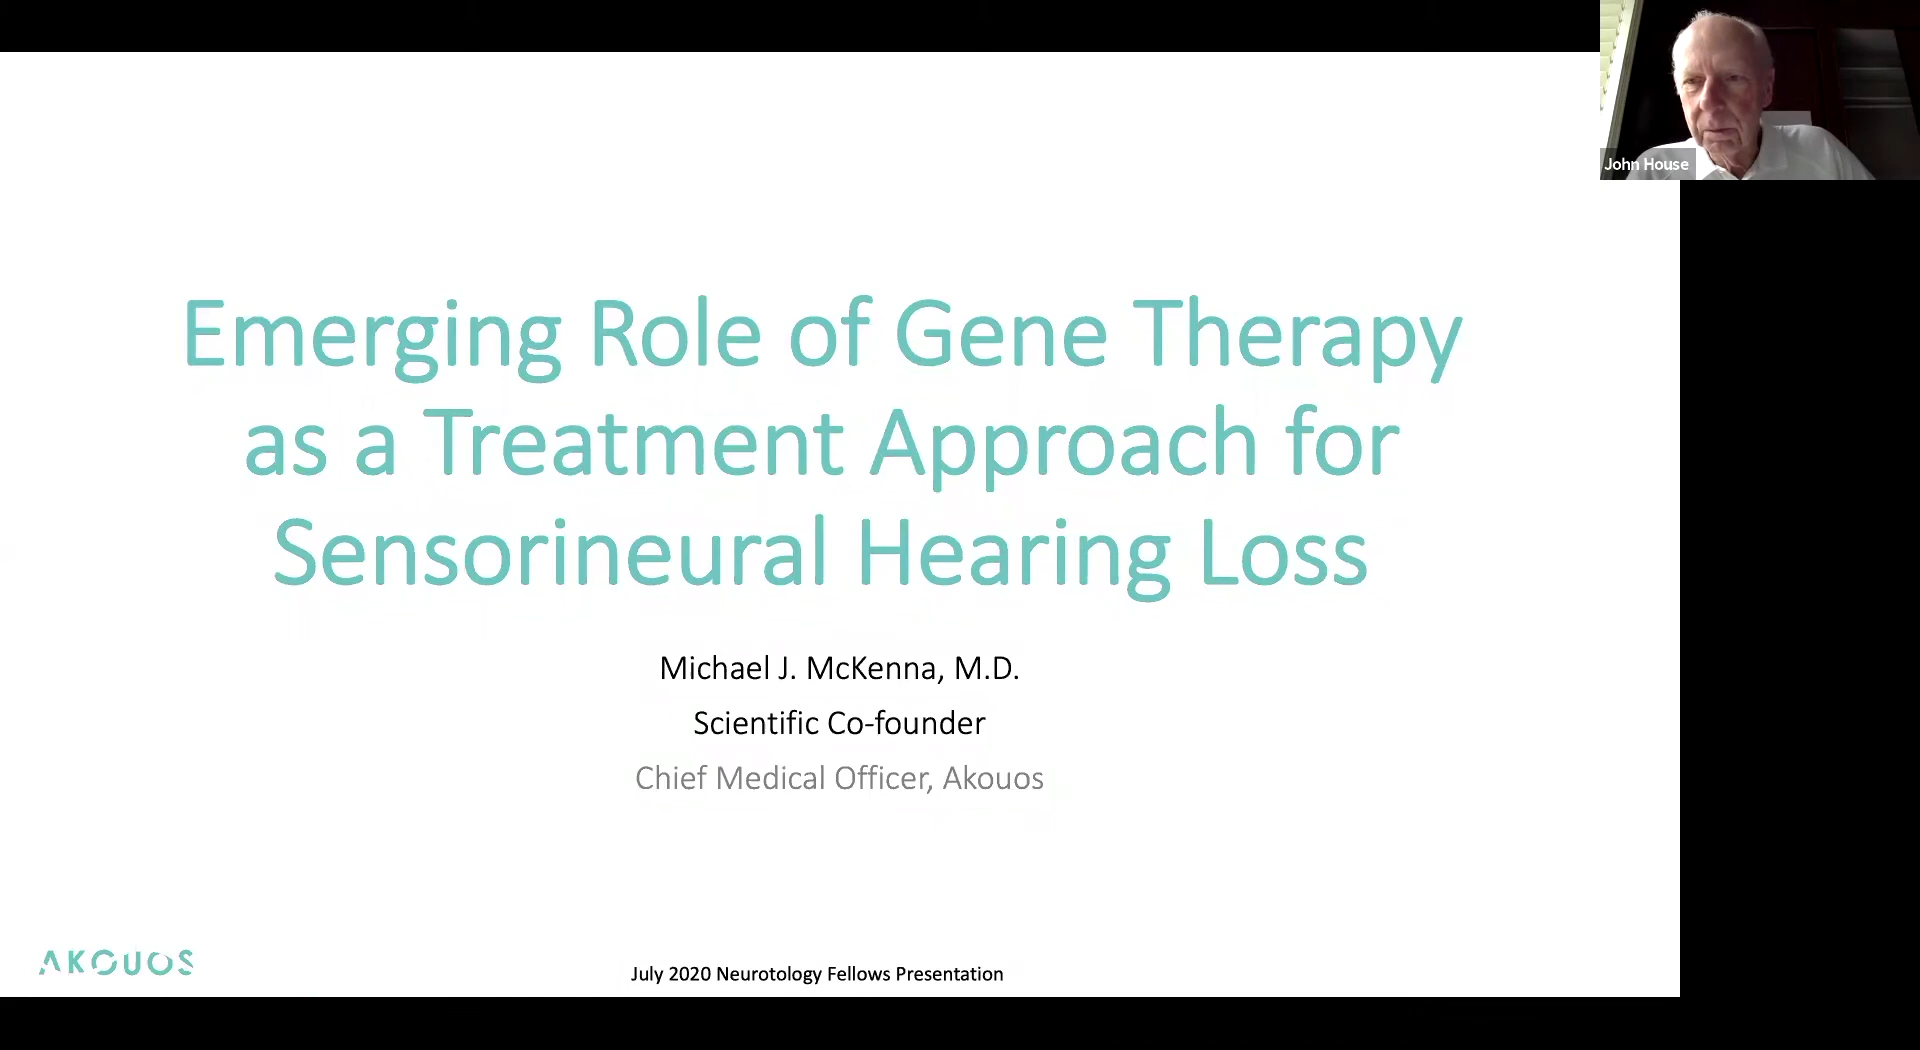 John House
Emerging Role of Gene Therapy
as a Treatment Approach for
Sensorineural Hearing Loss
Michael J. McKenna, M.D.
Scientific Co-founder
Chief Medical Officer, Akouos
AKOUOS
July 2020 Neurotology Fellows Presentation